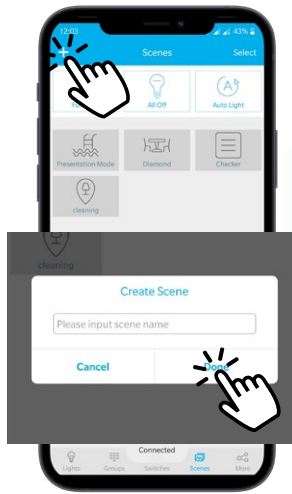 12:03 43%
+ Scenes Select
All Off Auto Light
Presentation Mode Diamond Checker
cleaning
cleaning
Create Scene
Please input scene name
Cancel Done
Connected
Lights Groups Switches Scenes More